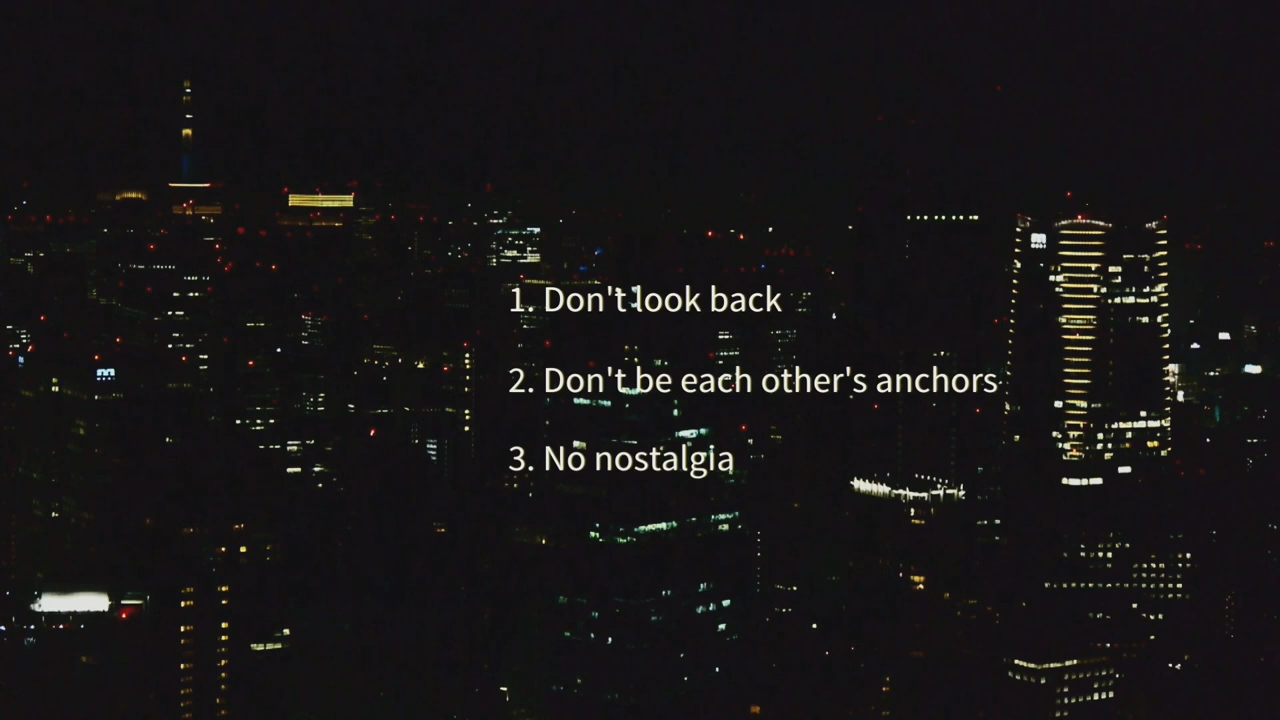 1. Don't look back
2. Don't be each other's anchors
3. No nostalgia